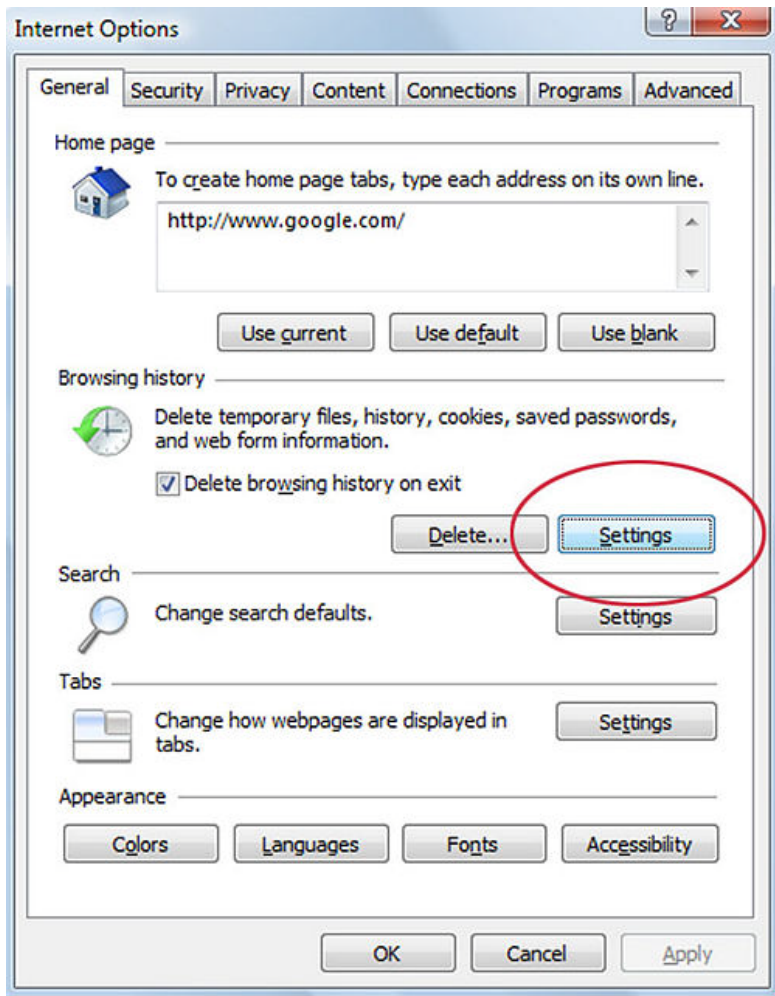 Internet Options
General Security Privacy Content Connections Programs Advanced
Home page
To create home page tabs, type each address on its own line.
http://www.google.com/
Use current Use default Use blank
Browsing history
Delete temporary files, history, cookies, saved passwords,
and web form information.
Delete browsing history on exit
Delete... Settings
Search
Change search defaults. Settings
Tabs
Change how webpages are displayed in
tabs.
Settings
Appearance
Colors Languages Fonts Accessibility
OK Cancel Apply